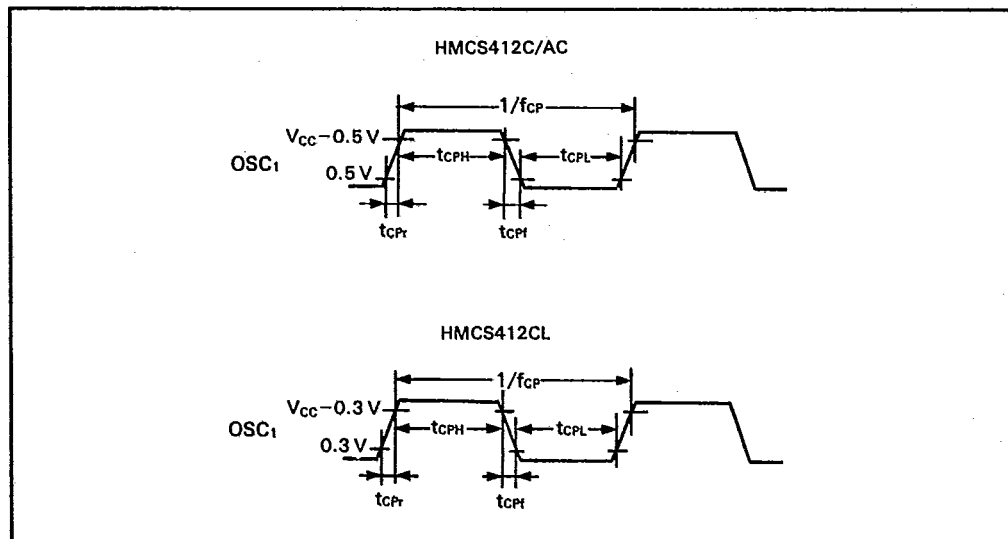 HMCS412C/AC
1/fCP
VCC−0.5 V
tCPH
tCPL
OSC1
0.5 V
tCPr
tCPf
HMCS412CL
1/fCP
VCC−0.3 V
tCPH
tCPL
OSC1
0.3 V
tCPr
tCPf